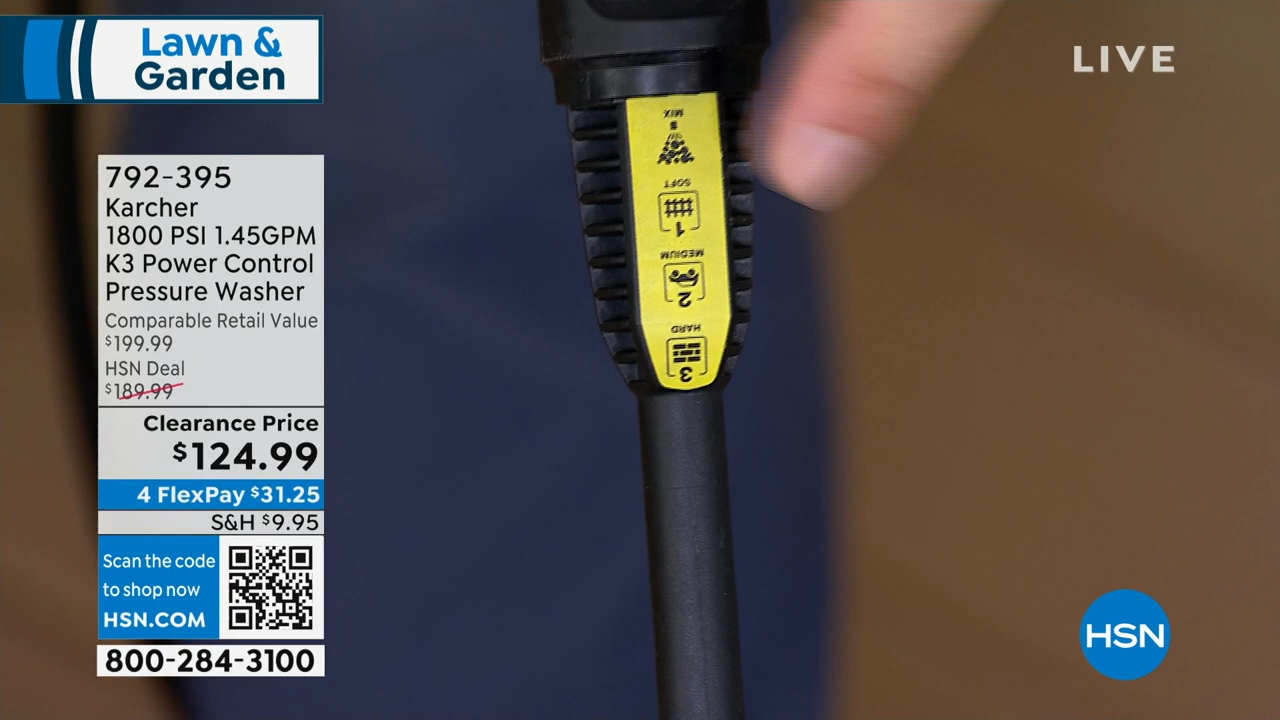 Lawn &
Garden
LIVE
792-395
Karcher
1800 PSI 1.45GPM
K3 Power Control
Pressure Washer
Comparable Retail Value
$199.99
HSN Deal
$189.99
Clearance Price
$124.99
4 FlexPay $31.25
S&H $9.95
Scan the code
to shop now
HSN.COM
800-284-3100
MIX
SOFT
1
MEDIUM
2
HARD
3
HSN